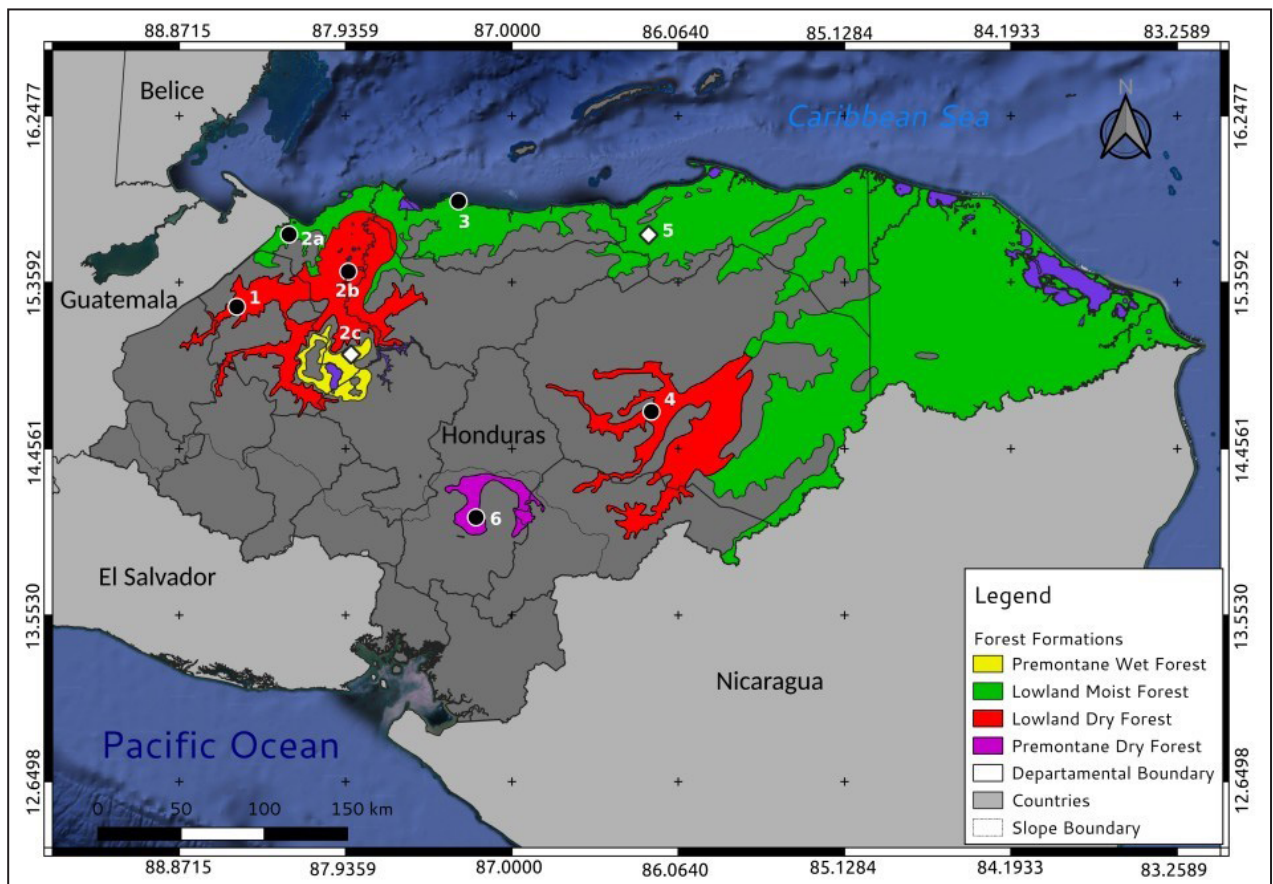 88.8715 87.9359 87.0000 86.0640 85.1284 84.1933 83.2589
16.2477 16.2477
15.3592 15.3592
14.4561 14.4561
13.5530 13.5530
12.6498 12.6498
Belice
N
Caribbean Sea
3
2a
5
2b
Guatemala
1
2c
4
Honduras
6
El Salvador
Nicaragua
Pacific Ocean
0 50 100 150 km
Legend
Forest Formations
Premontane Wet Forest
Lowland Moist Forest
Lowland Dry Forest
Premontane Dry Forest
Departamental Boundary
Countries
Slope Boundary
88.8715 87.9359 87.0000 86.0640 85.1284 84.1933 83.2589